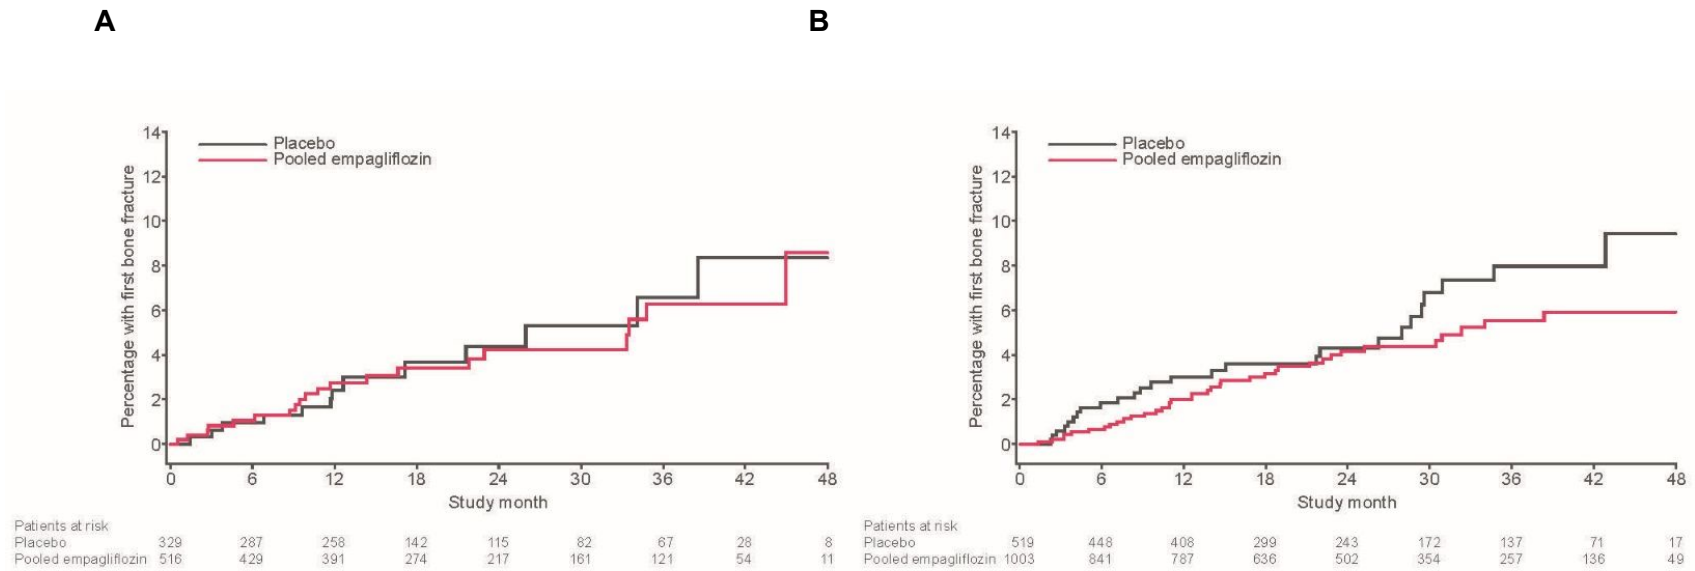 A
B
14
12
10
8
6
4
2
0
Percentage with first bone fracture
Placebo
Pooled empagliflozin
0 6 12 18 24 30 36 42 48
Study month
Patients at risk
Placebo 329 287 258 142 115 82 67 28 8
Pooled empagliflozin 516 429 391 274 217 161 121 54 11
14
12
10
8
6
4
2
0
Percentage with first bone fracture
Placebo
Pooled empagliflozin
0 6 12 18 24 30 36 42 48
Study month
Patients at risk
Placebo 519 448 408 299 243 172 137 71 17
Pooled empagliflozin 1003 841 787 636 502 354 257 136 49